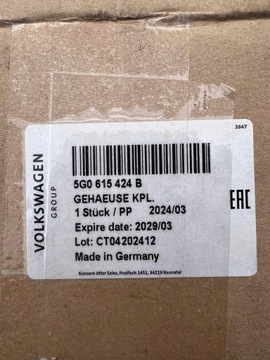 3847
VOLKSWAGEN
GROUP
5G0 615 424 B
GEHAEUSE KPL.
1 Stück / PP 2024/03
Expire date: 2029/03
Lot: CT04202412
Made in Germany
EAC
Konzern After Sales, Postfach 1451, 34219 Baunatal